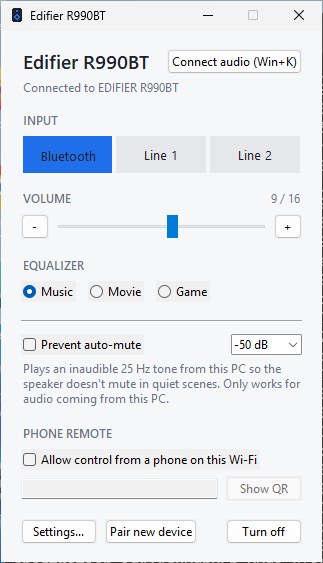 Edifier R990BT
Edifier R990BT
Connect audio (Win+K)
Connected to EDIFIER R990BT
INPUT
Bluetooth
Line 1
Line 2
VOLUME
9 / 16
-
+
EQUALIZER
Music
Movie
Game
Prevent auto-mute
-50 dB
Plays an inaudible 25 Hz tone from this PC so the
speaker doesn't mute in quiet scenes. Only works for
audio coming from this PC.
PHONE REMOTE
Allow control from a phone on this Wi-Fi
Show QR
Settings...
Pair new device
Turn off